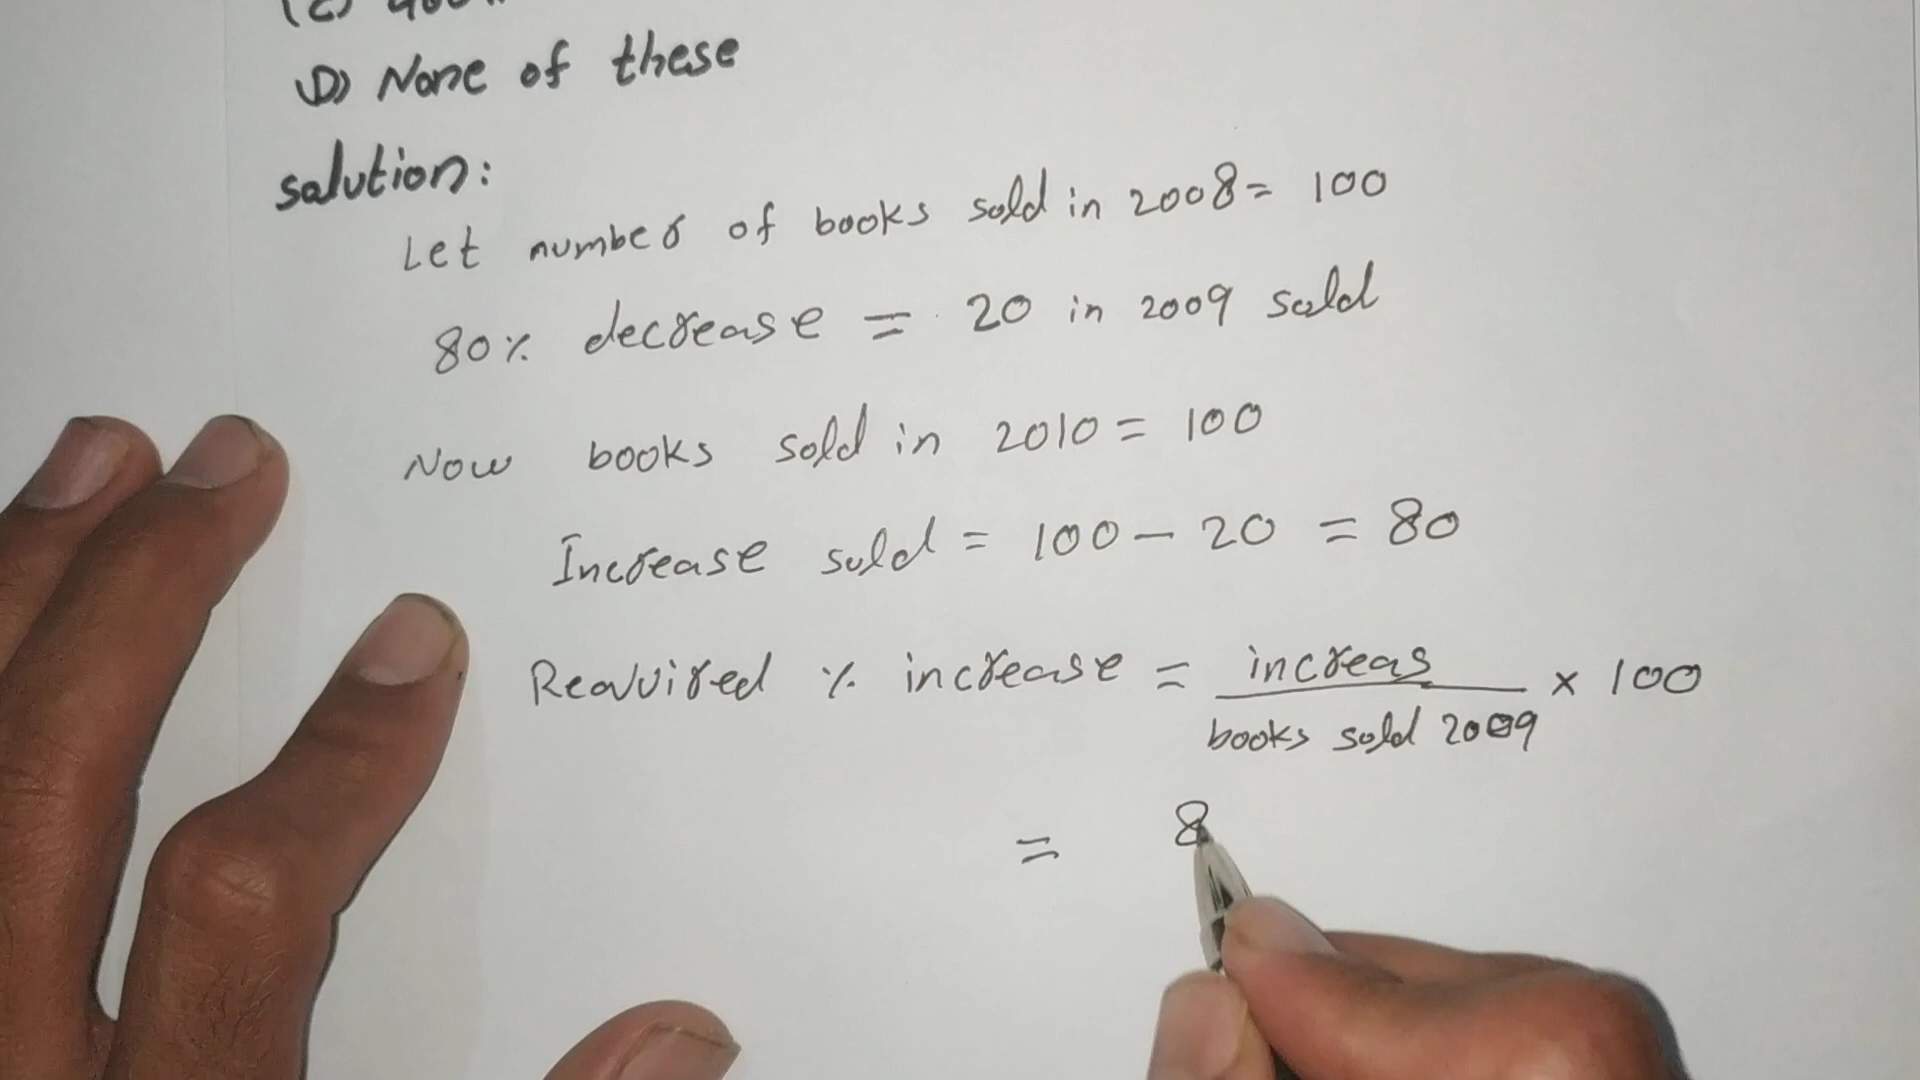 (C) 400%
(D) None of these
solution:
Let number of books sold in 2008 = 100
80% decrease = 20 in 2009 sold
Now books sold in 2010 = 100
Increase sold = 100 - 20 = 80
Required % increase = increas / books sold 2009 × 100
= 8